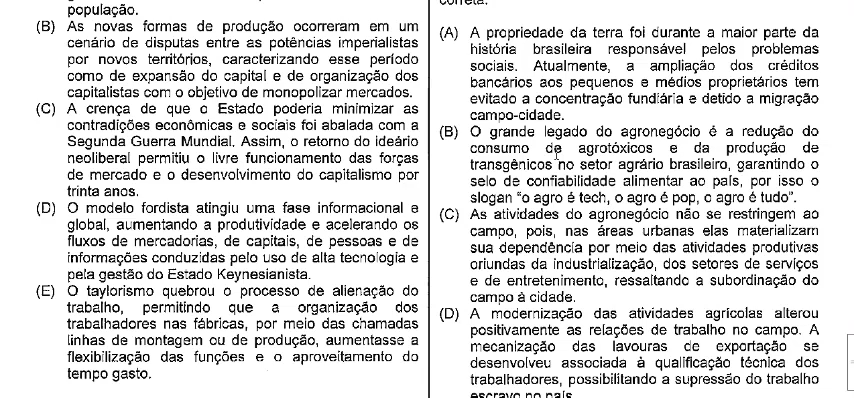 população.
(B) As novas formas de produção ocorreram em um
cenário de disputas entre as potências imperialistas
por novos territórios, caracterizando esse período
como de expansão do capital e de organização dos
capitalistas com o objetivo de monopolizar mercados.
(C) A crença de que o Estado poderia minimizar as
contradições econômicas e sociais foi abalada com a
Segunda Guerra Mundial. Assim, o retorno do ideário
neoliberal permitiu o livre funcionamento das forças
de mercado e o desenvolvimento do capitalismo por
trinta anos.
(D) O modelo fordista atingiu uma fase informacional e
global, aumentando a produtividade e acelerando os
fluxos de mercadorias, de capitais, de pessoas e de
informações conduzidas pelo uso de alta tecnologia e
pela gestão do Estado Keynesianista.
(E) O taylorismo quebrou o processo de alienação do
trabalho, permitindo que a organização dos
trabalhadores nas fábricas, por meio das chamadas
linhas de montagem ou de produção, aumentasse a
flexibilização das funções e o aproveitamento do
tempo gasto.
correta.
(A) A propriedade da terra foi durante a maior parte da
história brasileira responsável pelos problemas
sociais. Atualmente, a ampliação dos créditos
bancários aos pequenos e médios proprietários tem
evitado a concentração fundiária e detido a migração
campo-cidade.
(B) O grande legado do agronegócio é a redução do
consumo de agrotóxicos e da produção de
transgênicos no setor agrário brasileiro, garantindo o
selo de confiabilidade alimentar ao país, por isso o
slogan "o agro é tech, o agro é pop, o agro é tudo".
(C) As atividades do agronegócio não se restringem ao
campo, pois, nas áreas urbanas elas materializam
sua dependência por meio das atividades produtivas
oriundas da industrialização, dos setores de serviços
e de entretenimento, ressaltando a subordinação do
campo à cidade.
(D) A modernização das atividades agrícolas alterou
positivamente as relações de trabalho no campo. A
mecanização das lavouras de exportação se
desenvolveu associada à qualificação técnica dos
trabalhadores, possibilitando a supressão do trabalho
escravo no país.